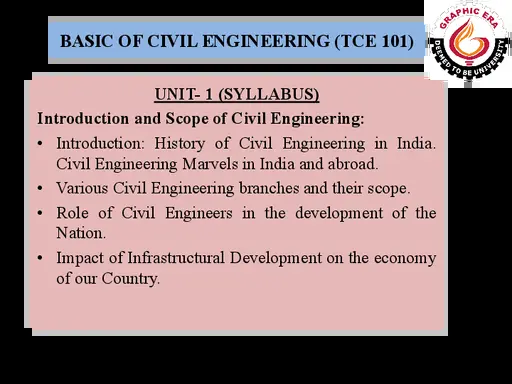 BASIC OF CIVIL ENGINEERING (TCE 101)
GRAPHIC ERA
DEEMED TO BE UNIVERSITY
UNIT- 1 (SYLLABUS)
Introduction and Scope of Civil Engineering:
• Introduction: History of Civil Engineering in India.
Civil Engineering Marvels in India and abroad.
• Various Civil Engineering branches and their scope.
• Role of Civil Engineers in the development of the
Nation.
• Impact of Infrastructural Development on the economy
of our Country.